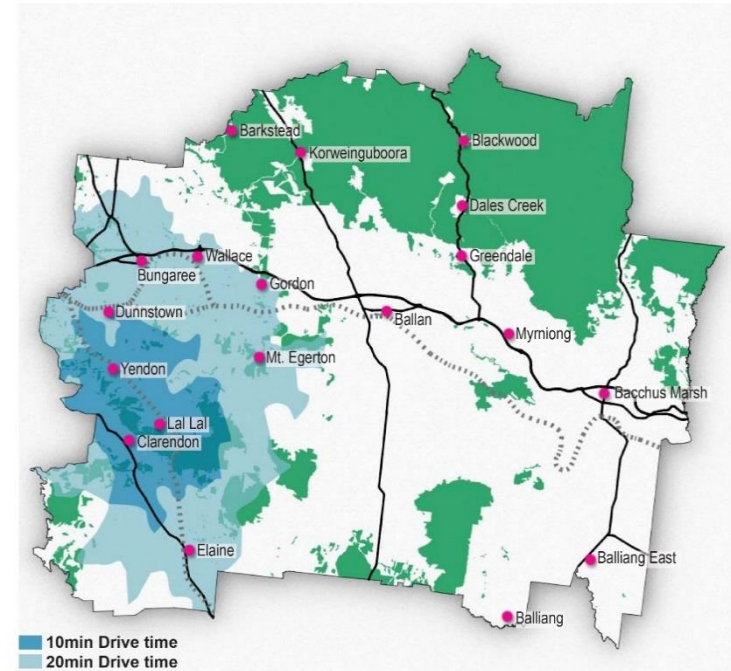 Barkstead
Korweinguboora
Blackwood
Dales Creek
Wallace
Greendale
Bungaree
Gordon
Dunnstown
Ballan
Myrniong
Mt. Egerton
Yendon
Bacchus Marsh
Lal Lal
Clarendon
Elaine
Balliang East
Balliang
10min Drive time
20min Drive time